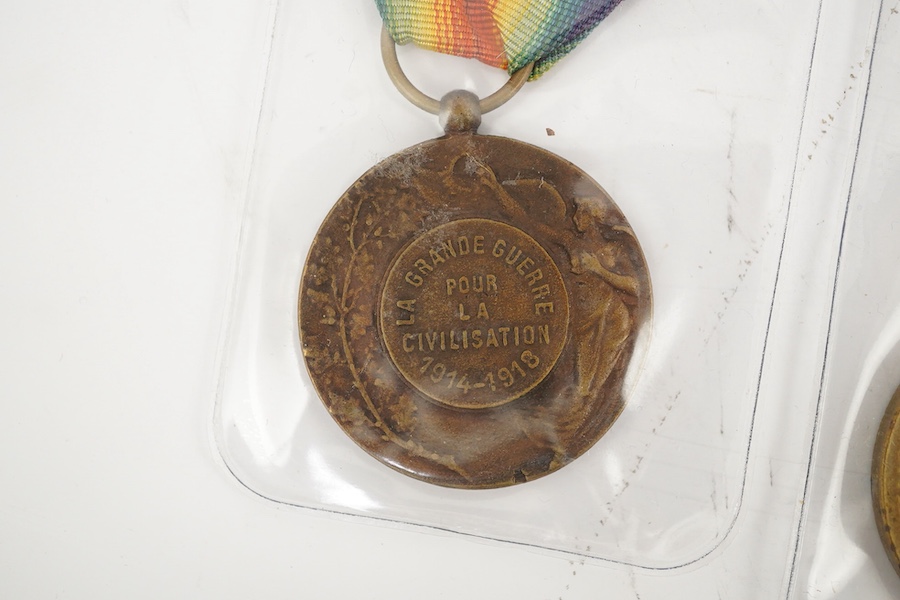 LA GRANDE GUERRE
POUR
LA
CIVILISATION
1914-1918